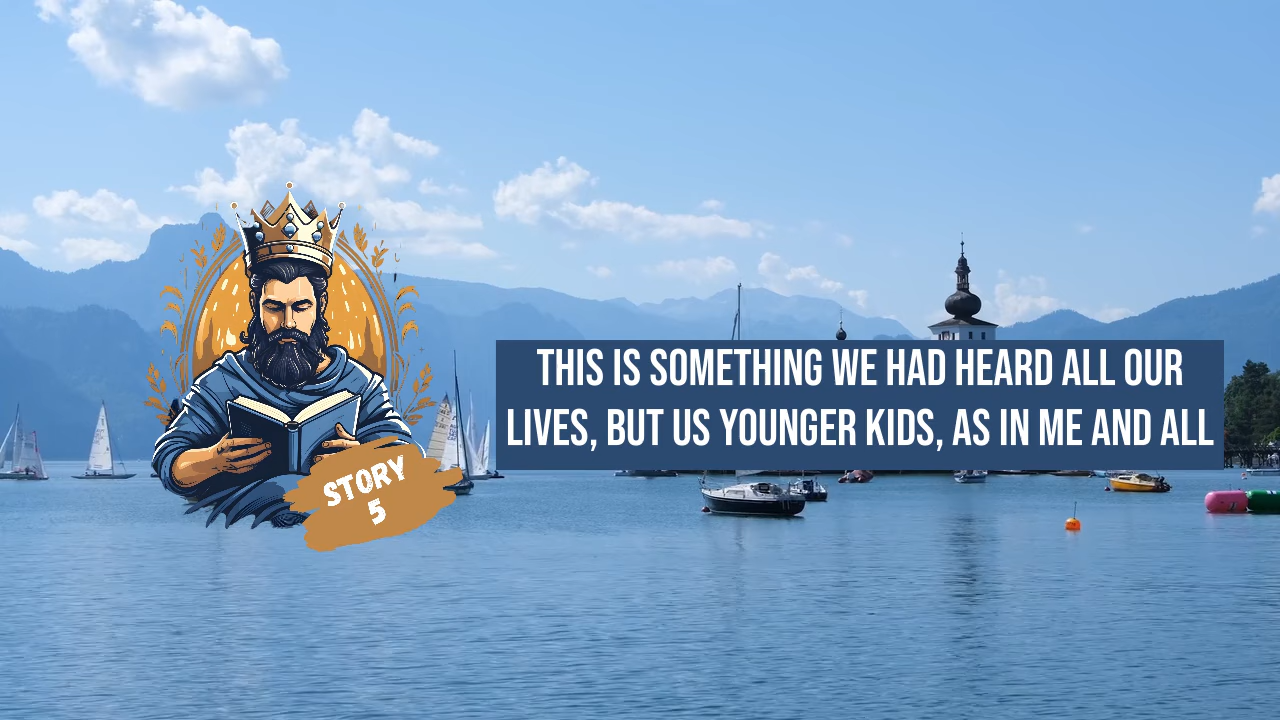 THIS IS SOMETHING WE HAD HEARD ALL OUR
LIVES, BUT US YOUNGER KIDS, AS IN ME AND ALL
STORY
5